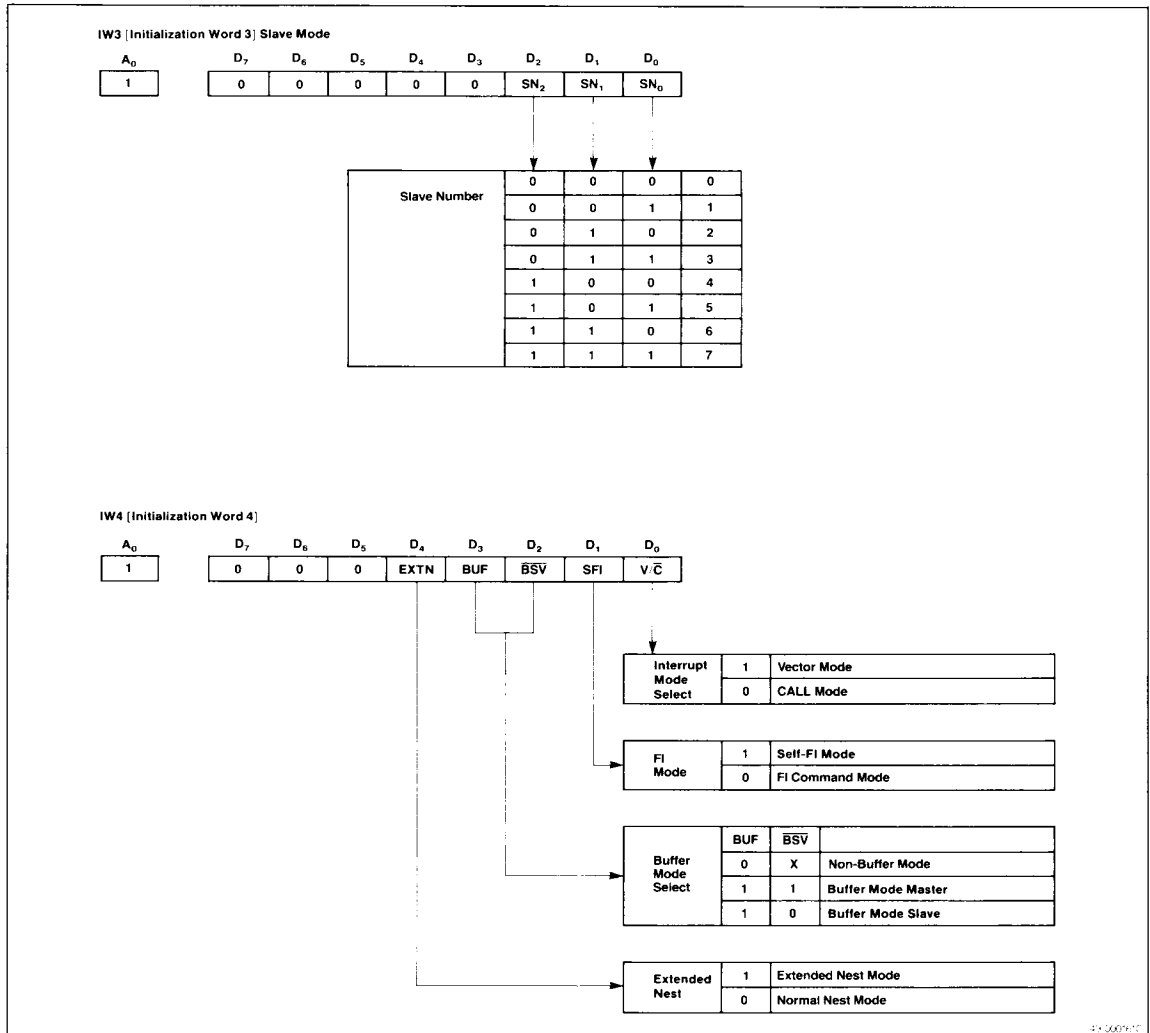 IW3 [Initialization Word 3] Slave Mode
A0 D7 D6 D5 D4 D3 D2 D1 D0
1 0 0 0 0 0 SN2 SN1 SN0
Slave Number
0 0 0 0
0 0 1 1
0 1 0 2
0 1 1 3
1 0 0 4
1 0 1 5
1 1 0 6
1 1 1 7
IW4 [Initialization Word 4]
A0 D7 D6 D5 D4 D3 D2 D1 D0
1 0 0 0 EXTN BUF B̅S̅V̅ SFI V/C̅
Interrupt Mode Select
1 Vector Mode
0 CALL Mode
FI Mode
1 Self-FI Mode
0 FI Command Mode
Buffer Mode Select
BUF B̅S̅V̅
0 X Non-Buffer Mode
1 1 Buffer Mode Master
1 0 Buffer Mode Slave
Extended Nest
1 Extended Nest Mode
0 Normal Nest Mode